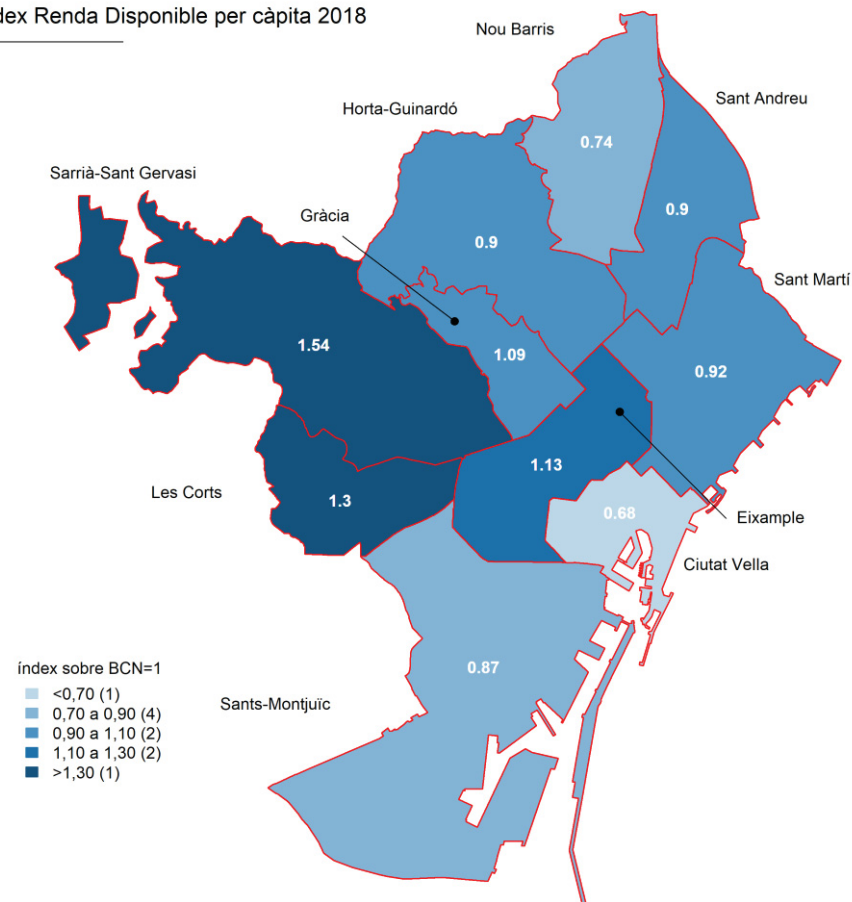 dex Renda Disponible per càpita 2018
Nou Barris
Sant Andreu
Horta-Guinardó
0.74
Sarrià-Sant Gervasi
0.9
Gràcia
0.9
Sant Martí
1.54
1.09
0.92
1.13
Les Corts
1.3
0.68
Eixample
Ciutat Vella
0.87
Sants-Montjuïc
índex sobre BCN=1
<0,70 (1)
0,70 a 0,90 (4)
0,90 a 1,10 (2)
1,10 a 1,30 (2)
>1,30 (1)